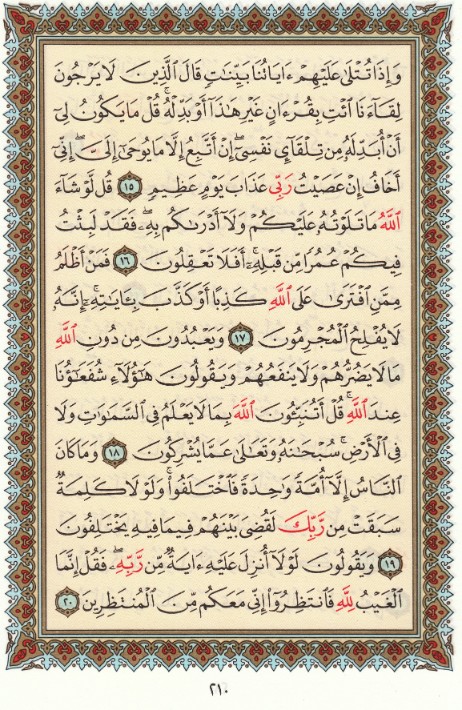 وَإِذَا تُتْلَىٰ عَلَيْهِمْ ءَايَاتُنَا بَيِّنَٰتٍ قَالَ ٱلَّذِينَ لَا يَرْجُونَ
لِقَآءَنَا ٱئْتِ بِقُرْءَانٍ غَيْرِ هَٰذَآ أَوْ بَدِّلْهُ ۚ قُلْ مَا يَكُونُ لِىٓ
أَنْ أُبَدِّلَهُۥ مِن تِلْقَآئِ نَفْسِىٓ ۖ إِنْ أَتَّبِعُ إِلَّا مَا يُوحَىٰٓ إِلَىَّ ۖ إِنِّىٓ
أَخَافُ إِنْ عَصَيْتُ رَبِّى عَذَابَ يَوْمٍ عَظِيمٍ ١٥ قُل لَّوْ شَآءَ
ٱللَّهُ مَا تَلَوْتُهُۥ عَلَيْكُمْ وَلَآ أَدْرَىٰكُم بِهِۦ ۖ فَقَدْ لَبِثْتُ
فِيكُمْ عُمُرًا مِّن قَبْلِهِۦٓ ۚ أَفَلَا تَعْقِلُونَ ١٦ فَمَنْ أَظْلَمُ
مِمَّنِ ٱفْتَرَىٰ عَلَى ٱللَّهِ كَذِبًا أَوْ كَذَّبَ بِـَٔايَٰتِهِۦٓ ۚ إِنَّهُۥ
لَا يُفْلِحُ ٱلْمُجْرِمُونَ ١٧ وَيَعْبُدُونَ مِن دُونِ ٱللَّهِ
مَا لَا يَضُرُّهُمْ وَلَا يَنفَعُهُمْ وَيَقُولُونَ هَٰٓؤُلَآءِ شُفَعَٰٓؤُنَا
عِندَ ٱللَّهِ ۚ قُلْ أَتُنَبِّـُٔونَ ٱللَّهَ بِمَا لَا يَعْلَمُ فِى ٱلسَّمَٰوَٰتِ وَلَا
فِى ٱلْأَرْضِ ۚ سُبْحَٰنَهُۥ وَتَعَٰلَىٰ عَمَّا يُشْرِكُونَ ١٨ وَمَا كَانَ
ٱلنَّاسُ إِلَّآ أُمَّةً وَٰحِدَةً فَٱخْتَلَفُوا۟ ۚ وَلَوْلَا كَلِمَةٌ
سَبَقَتْ مِن رَّبِّكَ لَقُضِىَ بَيْنَهُمْ فِيمَا فِيهِ يَخْتَلِفُونَ
١٩ وَيَقُولُونَ لَوْلَآ أُنزِلَ عَلَيْهِ ءَايَةٌ مِّن رَّبِّهِۦ ۖ فَقُلْ إِنَّمَا
ٱلْغَيْبُ لِلَّهِ فَٱنتَظِرُوٓا۟ إِنِّى مَعَكُم مِّنَ ٱلْمُنتَظِرِينَ ٢٠
٢١٠